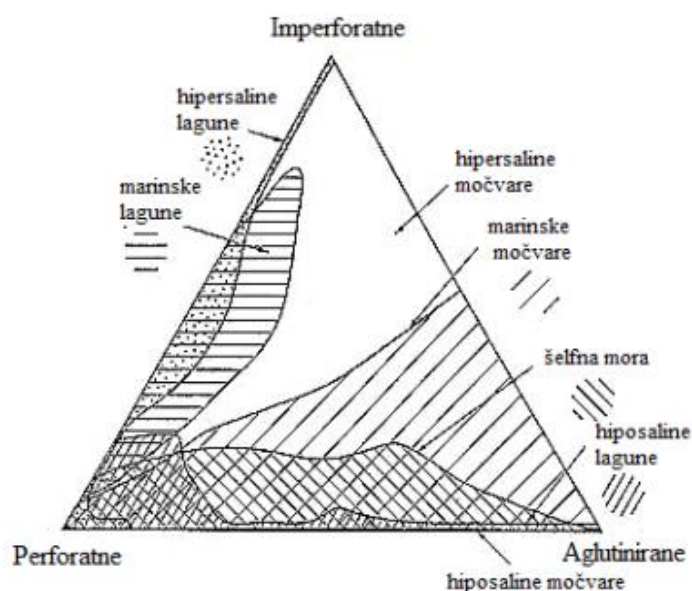 Imperforatne
hipersaline
lagune
marinske
lagune
hipersaline
močvare
marinske
močvare
šelfna mora
hiposaline
lagune
Perforatne
Aglutinirane
hiposaline močvare